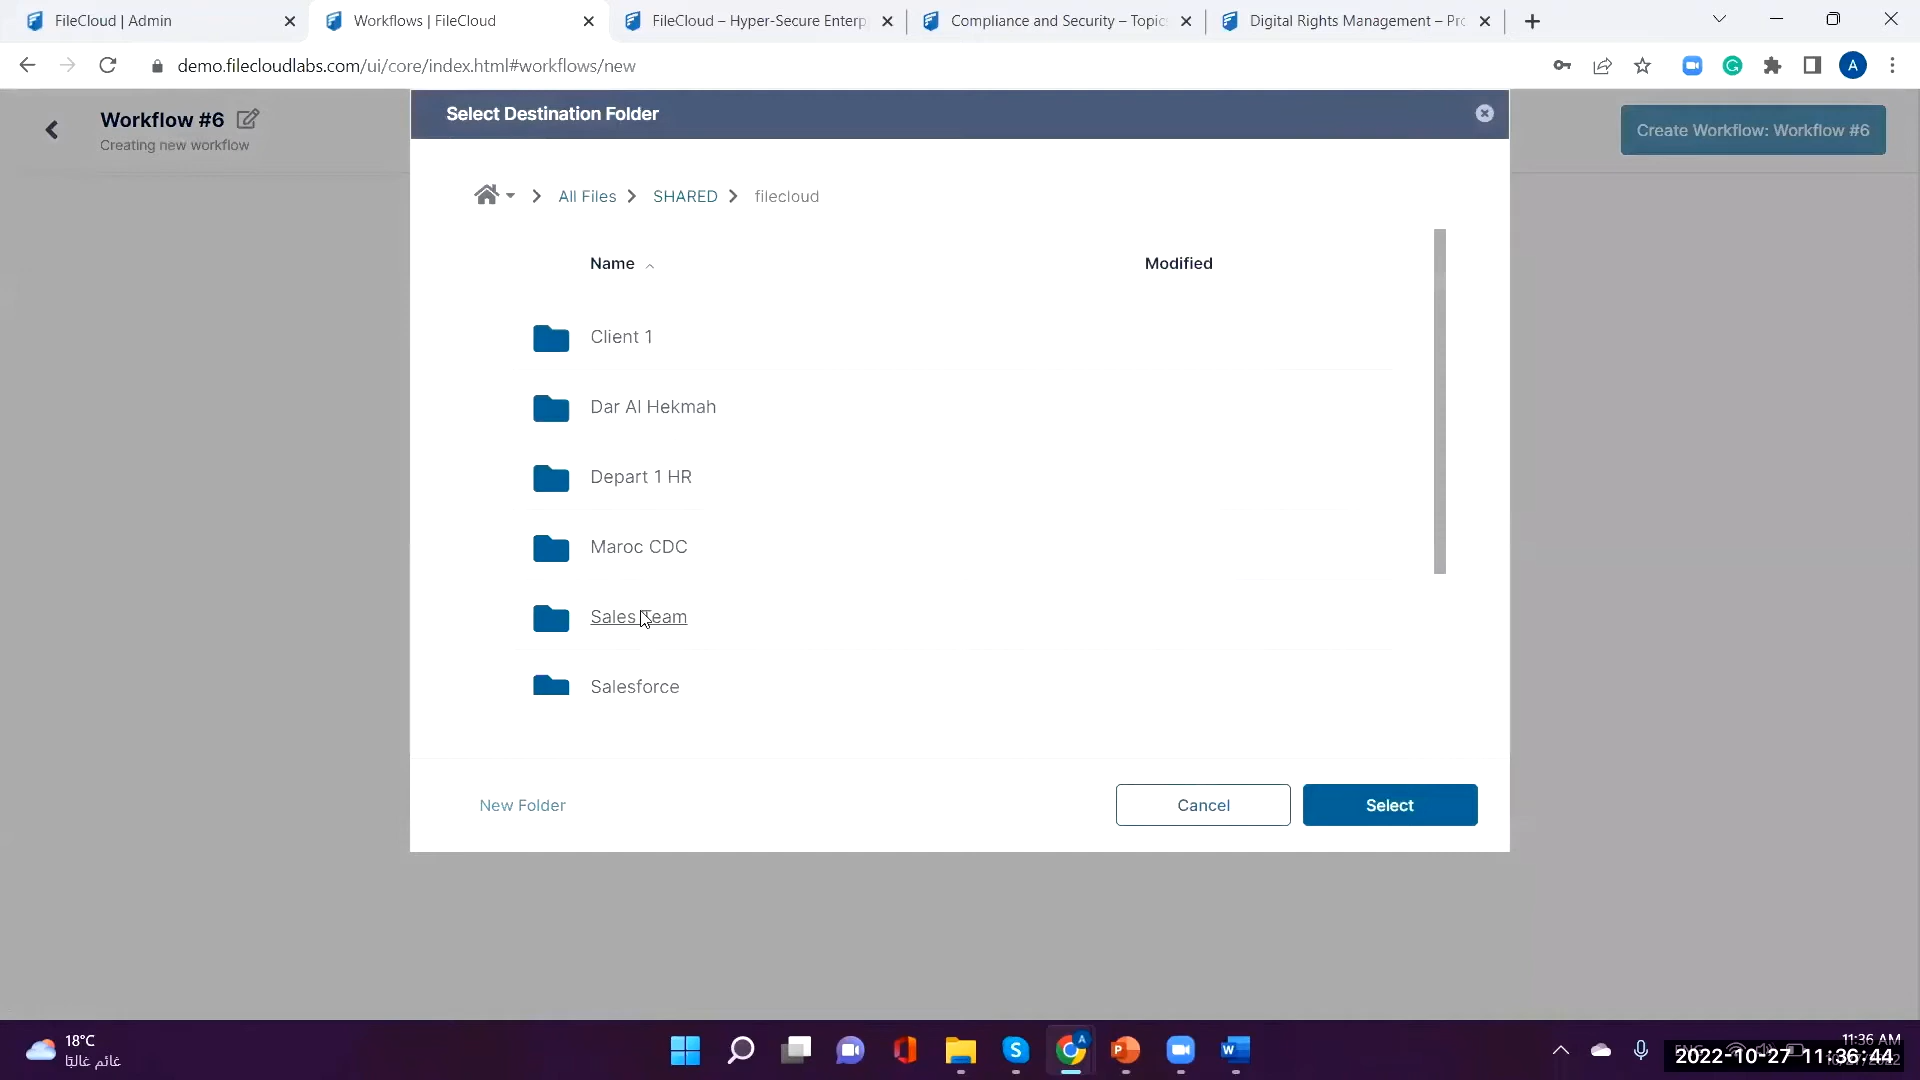 FileCloud | Admin
Workflows | FileCloud
FileCloud – Hyper-Secure Enterp
Compliance and Security – Topic
Digital Rights Management – Pro
demo.filecloudlabs.com/ui/core/index.html#workflows/new
A
Workflow #6
Creating new workflow
Select Destination Folder
Create Workflow: Workflow #6
All Files
SHARED
filecloud
Name
Modified
Client 1
Dar Al Hekmah
Depart 1 HR
Maroc CDC
Sales Team
Salesforce
New Folder
Cancel
Select
18°C
غائم غالبًا
11:36 AM
2022-10-27 11:36:44